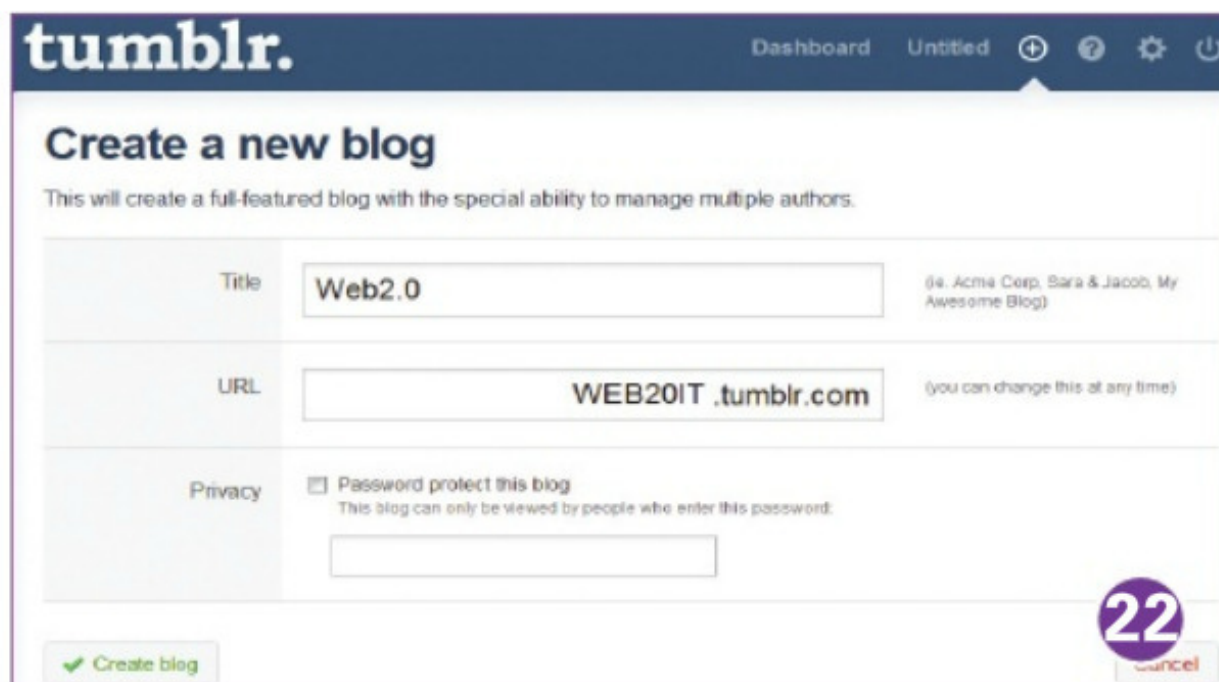 tumblr.
Dashboard Untitled
Create a new blog
This will create a full-featured blog with the special ability to manage multiple authors.
Title
Web2.0
(ie. Acme Corp, Sara & Jacob, My
Awesome Blog)
URL
WEB20IT .tumblr.com
(you can change this at any time)
Privacy
Password protect this blog
This blog can only be viewed by people who enter this password:
22
Create blog
Cancel